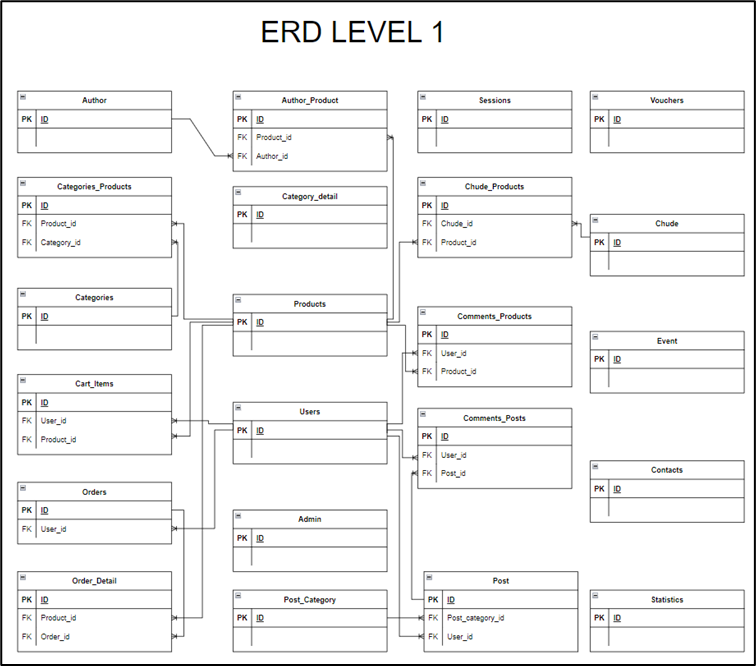 ERD LEVEL 1
Author
PK ID
Author_Product
PK ID
FK Product_id
FK Author_id
Sessions
PK ID
Vouchers
PK ID
Categories_Products
PK ID
FK Product_id
FK Category_id
Category_detail
PK ID
Chude_Products
PK ID
FK Chude_id
FK Product_id
Chude
PK ID
Categories
PK ID
Products
PK ID
Comments_Products
PK ID
FK User_id
FK Product_id
Event
PK ID
Cart_Items
PK ID
FK User_id
FK Product_id
Users
PK ID
Comments_Posts
PK ID
FK User_id
FK Post_id
Contacts
PK ID
Orders
PK ID
FK User_id
Admin
PK ID
Order_Detail
PK ID
FK Product_id
FK Order_id
Post_Category
PK ID
Post
PK ID
FK Post_category_id
FK User_id
Statistics
PK ID